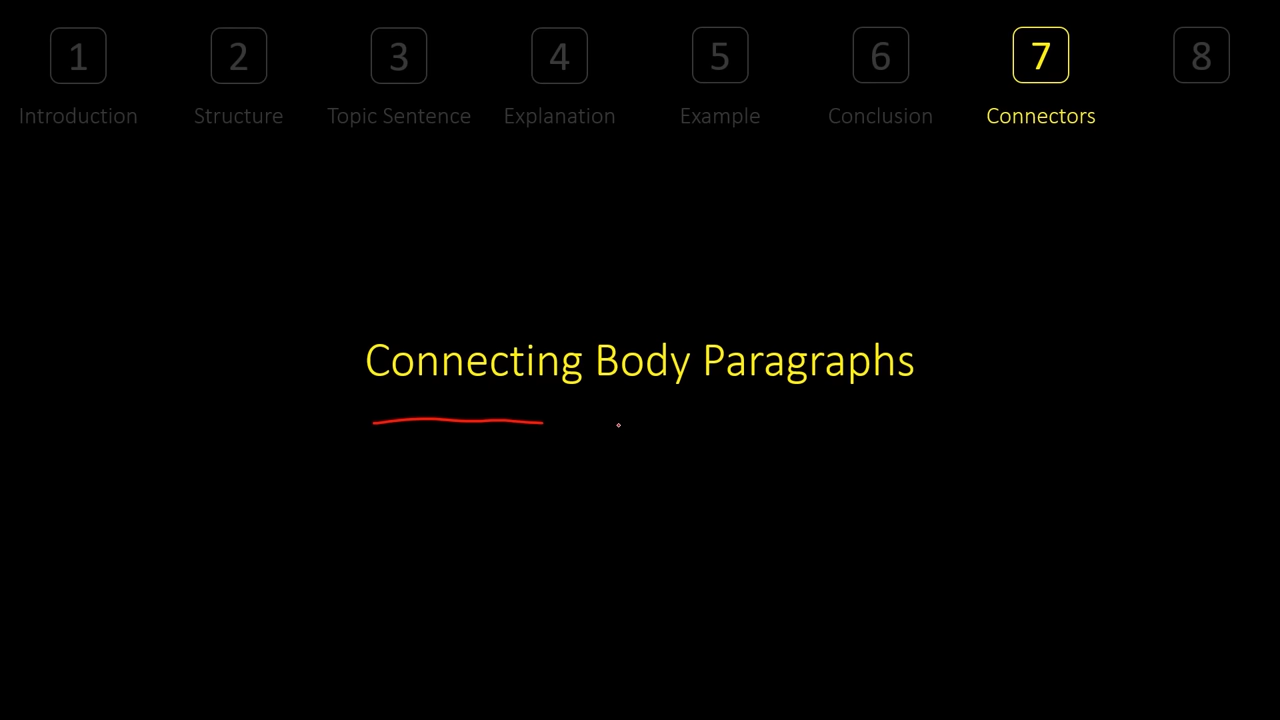 1 2 3 4 5 6 7 8
Introduction Structure Topic Sentence Explanation Example Conclusion Connectors
Connecting Body Paragraphs